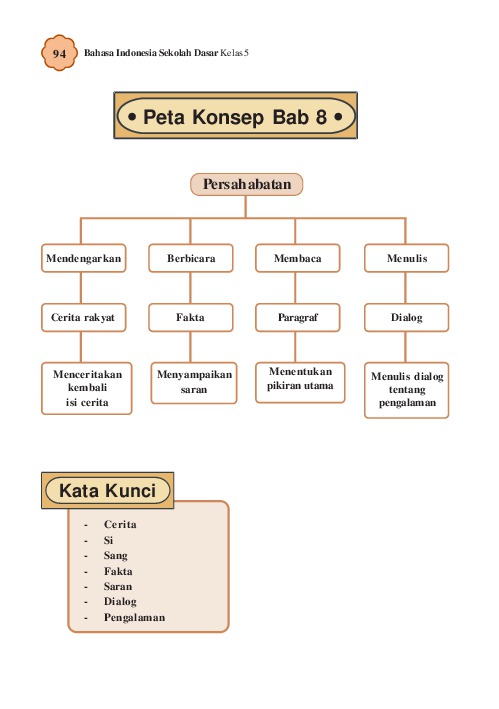 94
Bahasa Indonesia Sekolah Dasar Kelas 5
• Peta Konsep Bab 8 •
Persahabatan
Mendengarkan
Berbicara
Membaca
Menulis
Cerita rakyat
Fakta
Paragraf
Dialog
Menceritakan
kembali
isi cerita
Menyampaikan
saran
Menentukan
pikiran utama
Menulis dialog
tentang
pengalaman
Kata Kunci
- Cerita
- Si
- Sang
- Fakta
- Saran
- Dialog
- Pengalaman